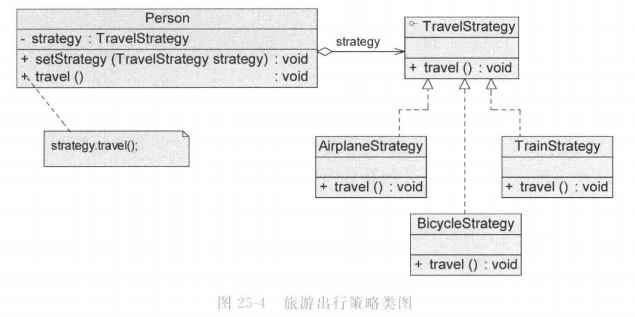 Person
- strategy : TravelStrategy
+ setStrategy (TravelStrategy strategy) : void
+ travel () : void
strategy.travel();
strategy
TravelStrategy
+ travel () : void
AirplaneStrategy
+ travel () : void
TrainStrategy
+ travel () : void
BicycleStrategy
+ travel () : void
图 25-4 旅游出行策略类图